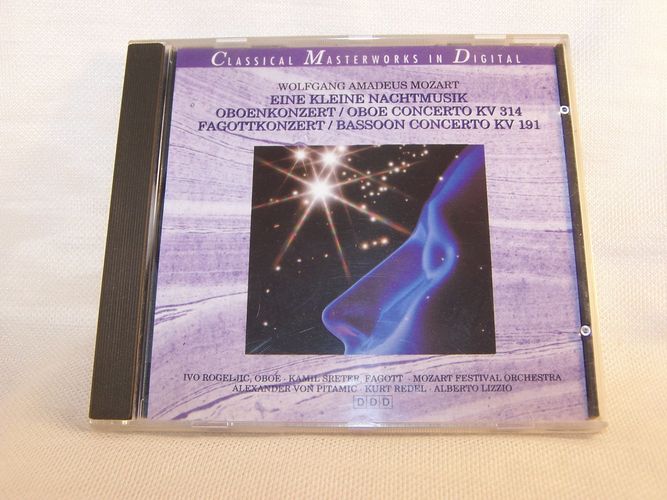 CLASSICAL MASTERWORKS IN DIGITAL
WOLFGANG AMADEUS MOZART
EINE KLEINE NACHTMUSIK
OBOENKONZERT / OBOE CONCERTO KV 314
FAGOTTKONZERT / BASSOON CONCERTO KV 191
IVO ROGELJIC, OBOE · KAMIL SRETER, FAGOTT · MOZART FESTIVAL ORCHESTRA
ALEXANDER VON PITAMIC · KURT REDEL · ALBERTO LIZZIO
DDD